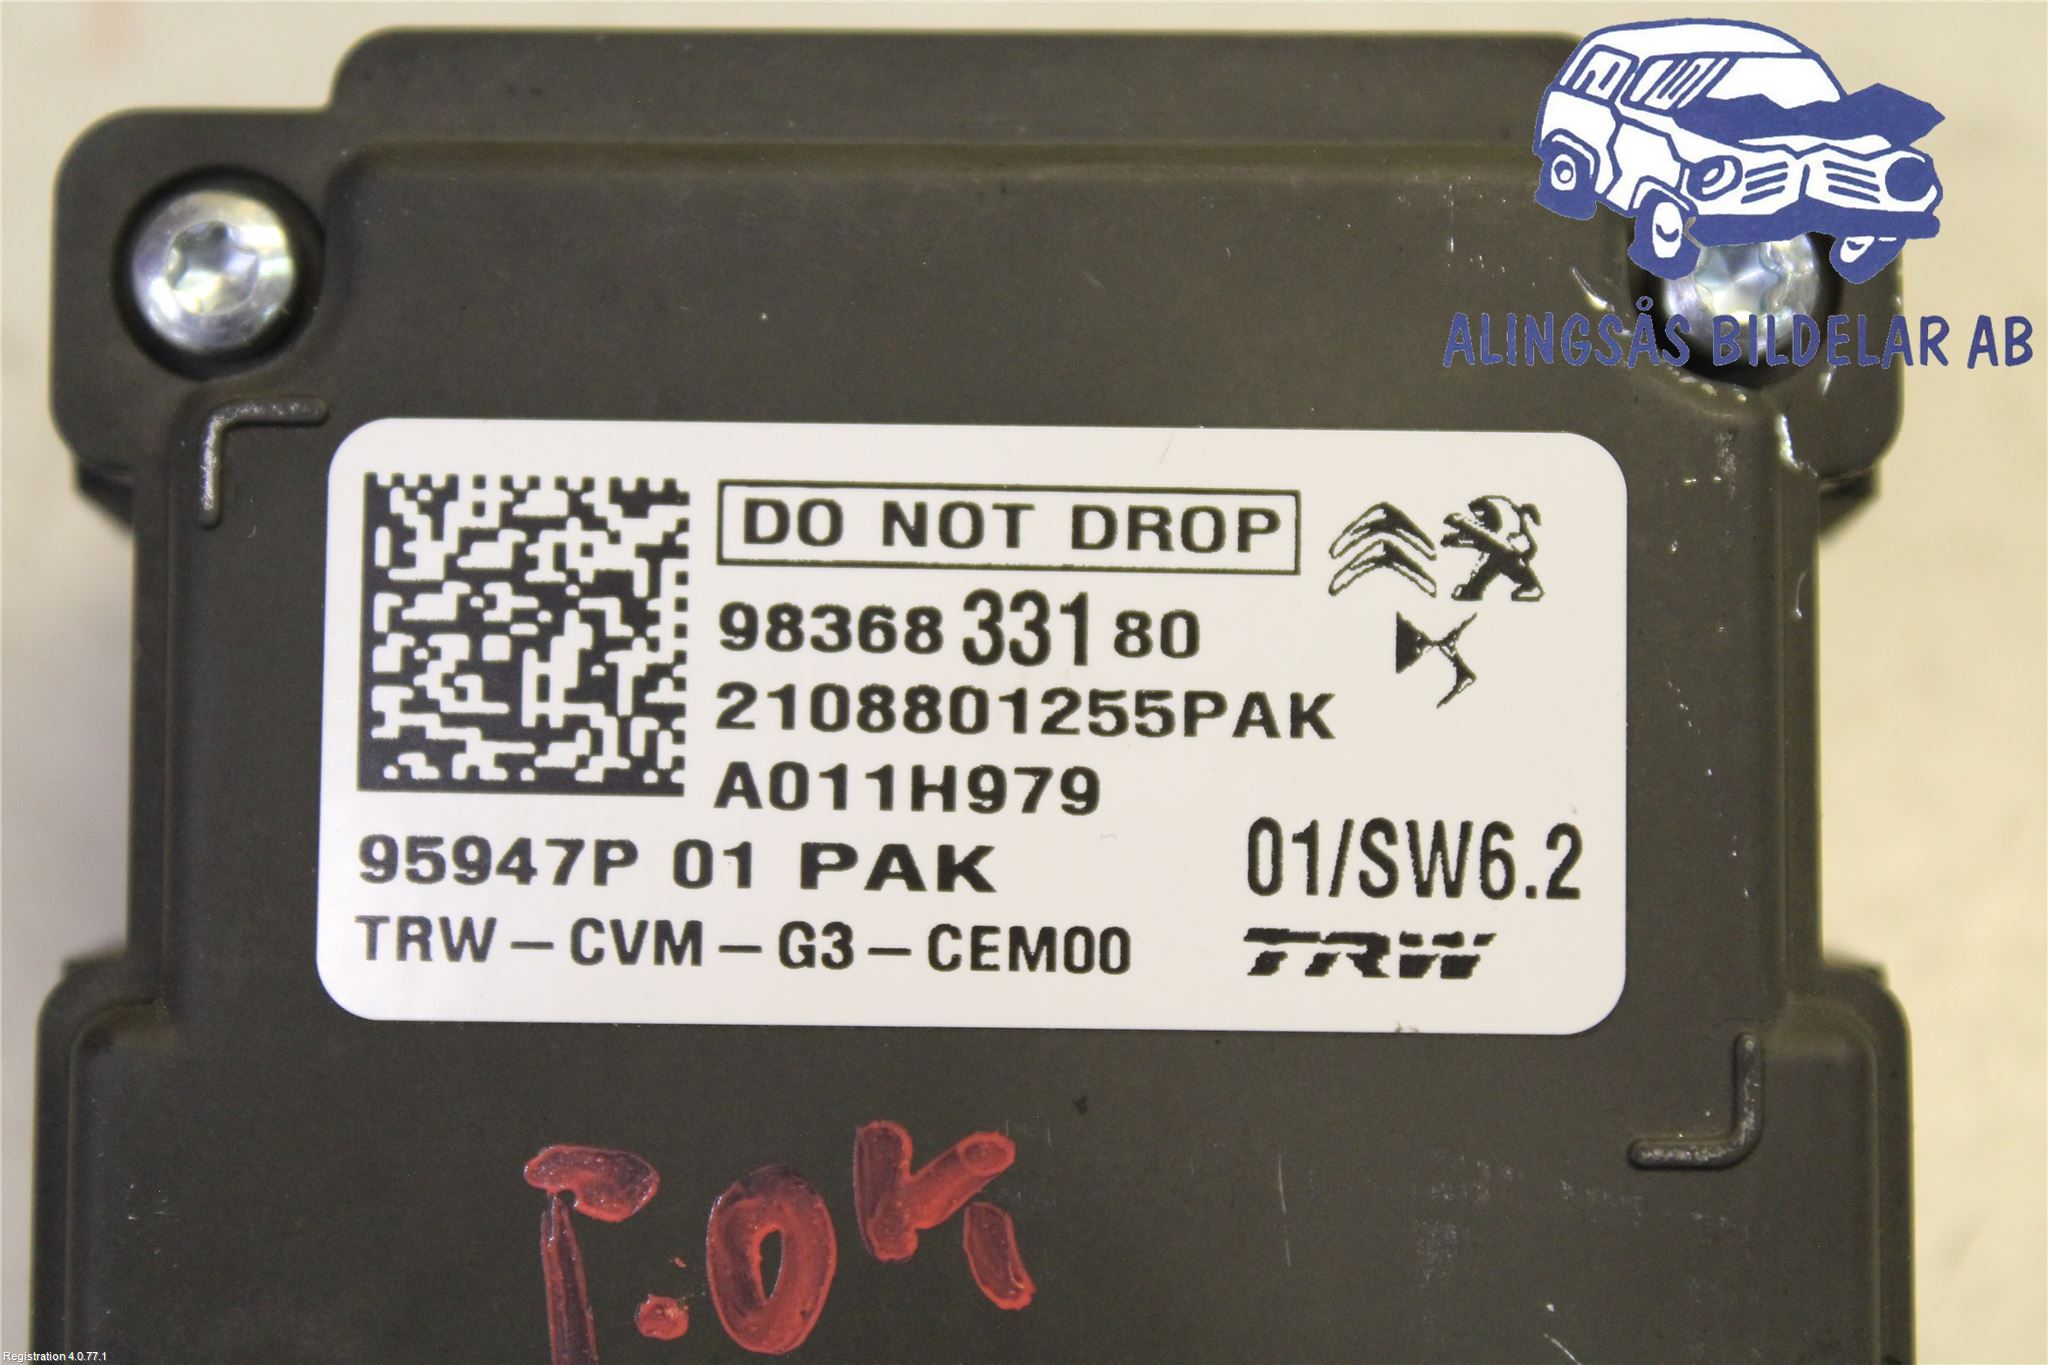 ALINGSÅS BILDELAR AB
DO NOT DROP
98368 331 80
2108801255PAK
A011H979
95947P 01 PAK
01/SW6.2
TRW-CVM-G3-CEM00
TRW
T.OK
Registration 4.0.77.1